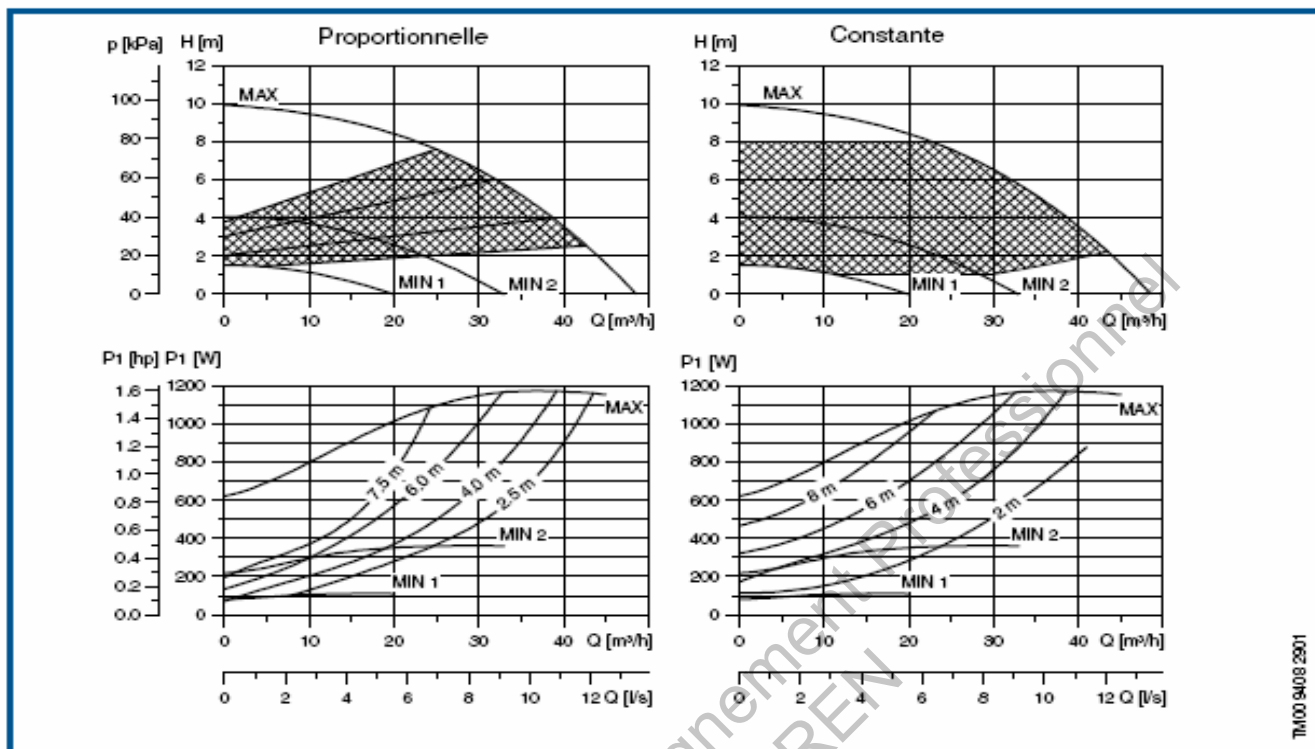 Proportionnelle
Constante
p [kPa] H [m]
H [m]
12
10
8
6
4
2
0
100
80
60
40
20
0
MAX
MIN 1
MIN 2
0 10 20 30 40 Q [m³/h]
12
10
8
6
4
2
0
MAX
MIN 1
MIN 2
0 10 20 30 40 Q [m³/h]
P1 [hp] P1 [W]
1.6
1.4
1.2
1.0
0.8
0.6
0.4
0.2
0.0
1200
1000
800
600
400
200
0
MAX
7.5 m
6.0 m
4.0 m
2.5 m
MIN 2
MIN 1
0 10 20 30 40 Q [m³/h]
0 2 4 6 8 10 12 Q [l/s]
P1 [W]
1200
1000
800
600
400
200
0
MAX
8 m
6 m
4 m
2 m
MIN 2
MIN 1
0 10 20 30 40 Q [m³/h]
0 2 4 6 8 10 12 Q [l/s]
TM00 9408 2901
gnement Professionnel
REN